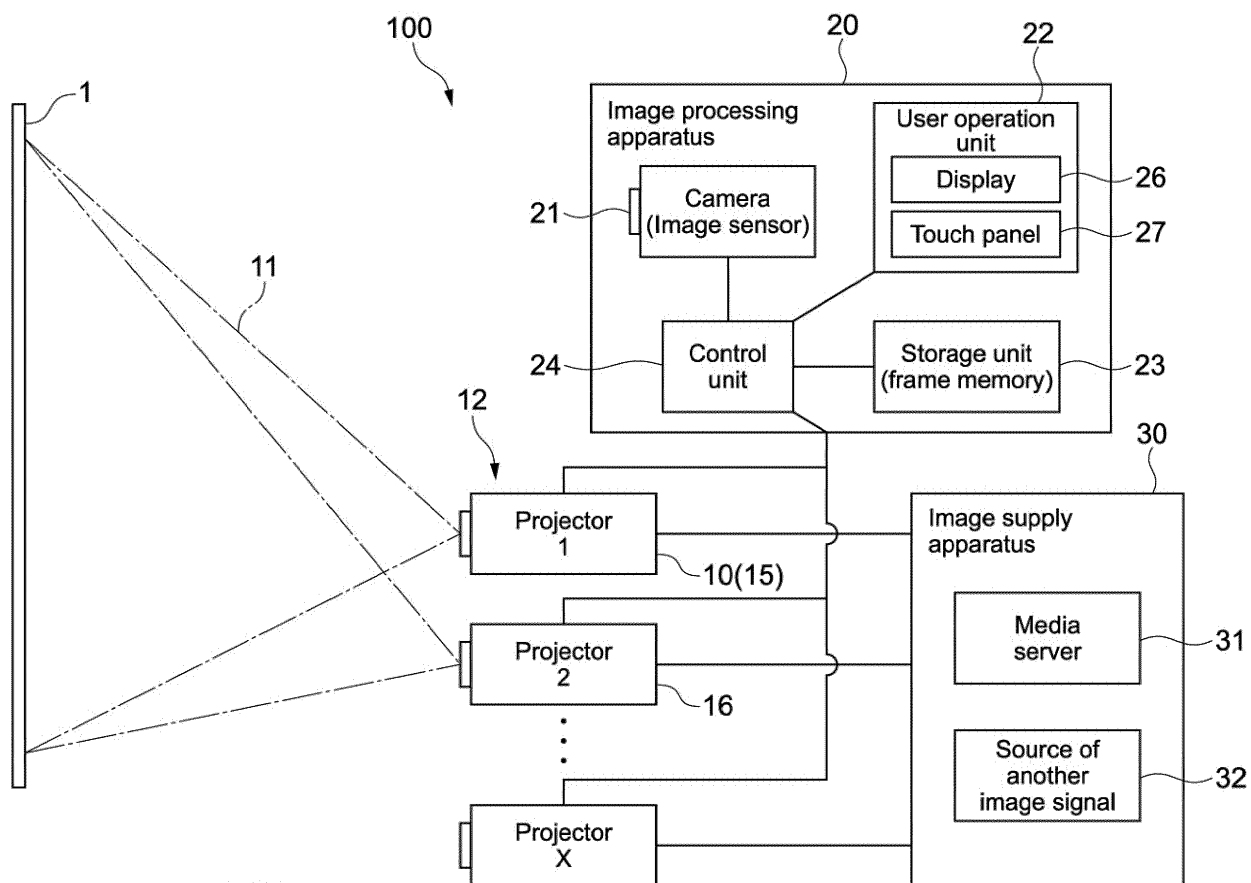 100
20
22
1
Image processing
apparatus
User operation
unit
Display
26
21
Camera
(Image sensor)
Touch panel
27
11
24
Control
unit
Storage unit
(frame memory)
23
12
30
Projector
1
Image supply
apparatus
10(15)
Projector
2
Media
server
31
16
Source of
another
image signal
32
Projector
X